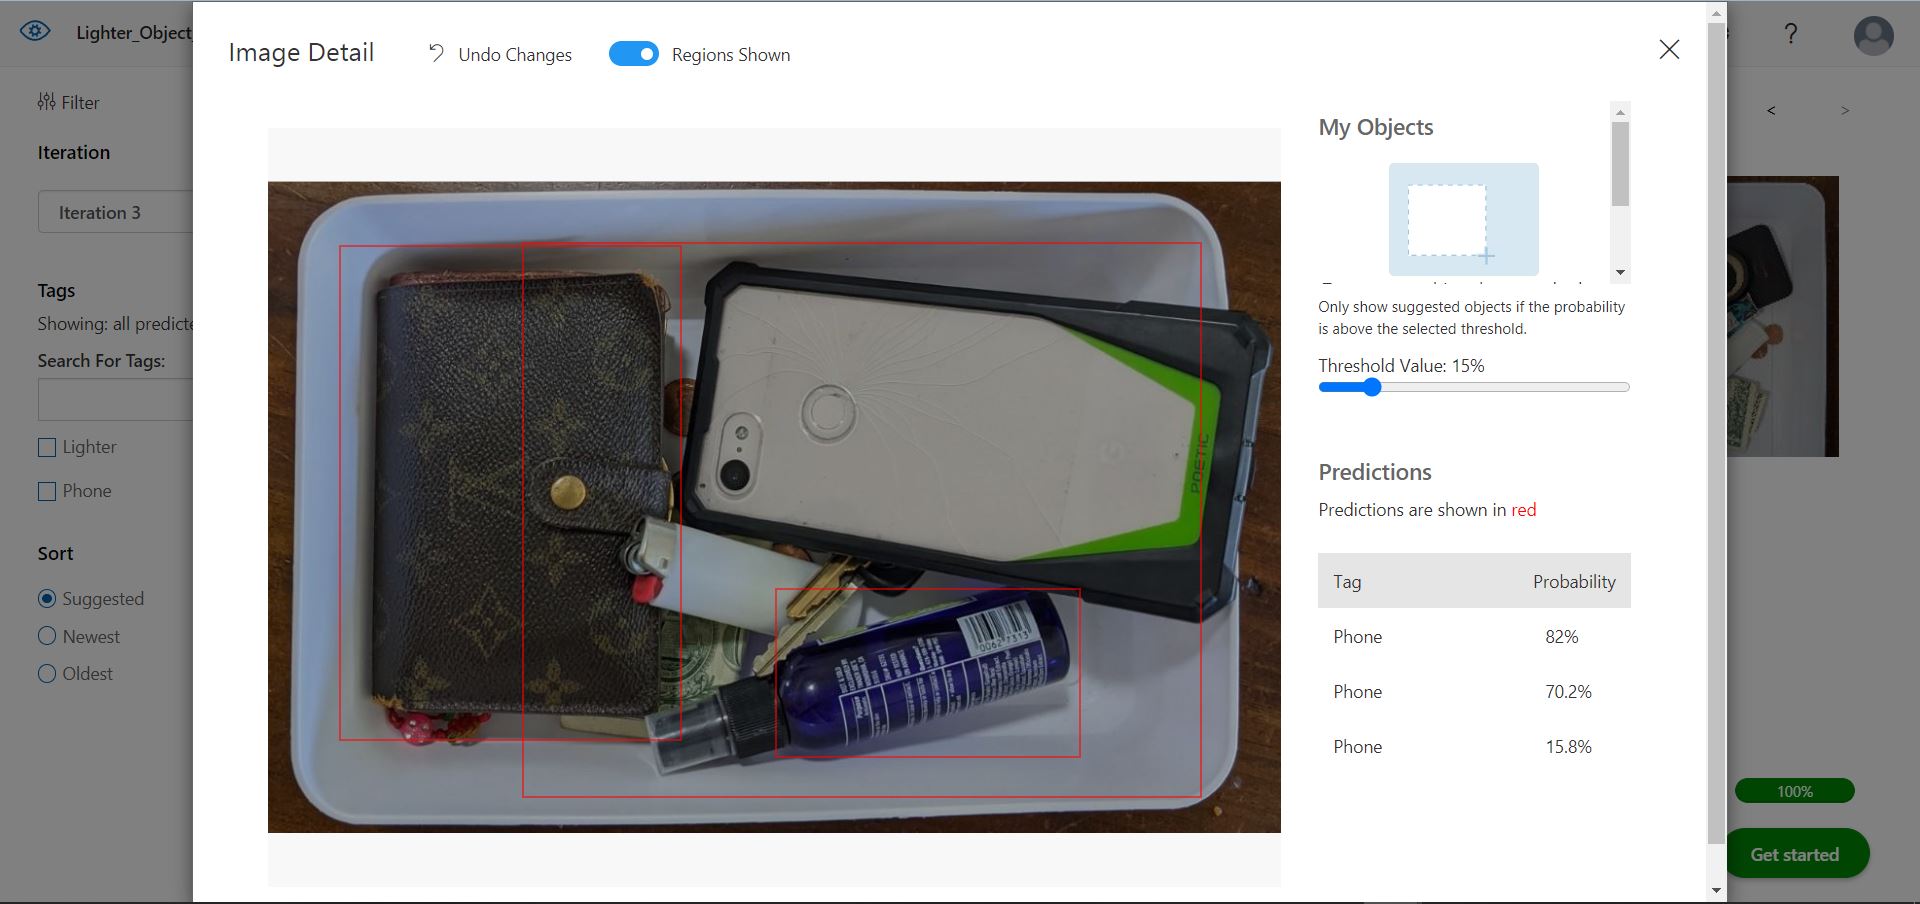 Lighter_Object_
Image Detail
Undo Changes
Regions Shown
?
Filter
Iteration
Iteration 3
Tags
Showing: all predicte
Search For Tags:
Lighter
Phone
Sort
Suggested
Newest
Oldest
POETIC
G
00627313
My Objects
Only show suggested objects if the probability
is above the selected threshold.
Threshold Value: 15%
Predictions
Predictions are shown in red
Tag Probability
Phone 82%
Phone 70.2%
Phone 15.8%
< >
100%
Get started